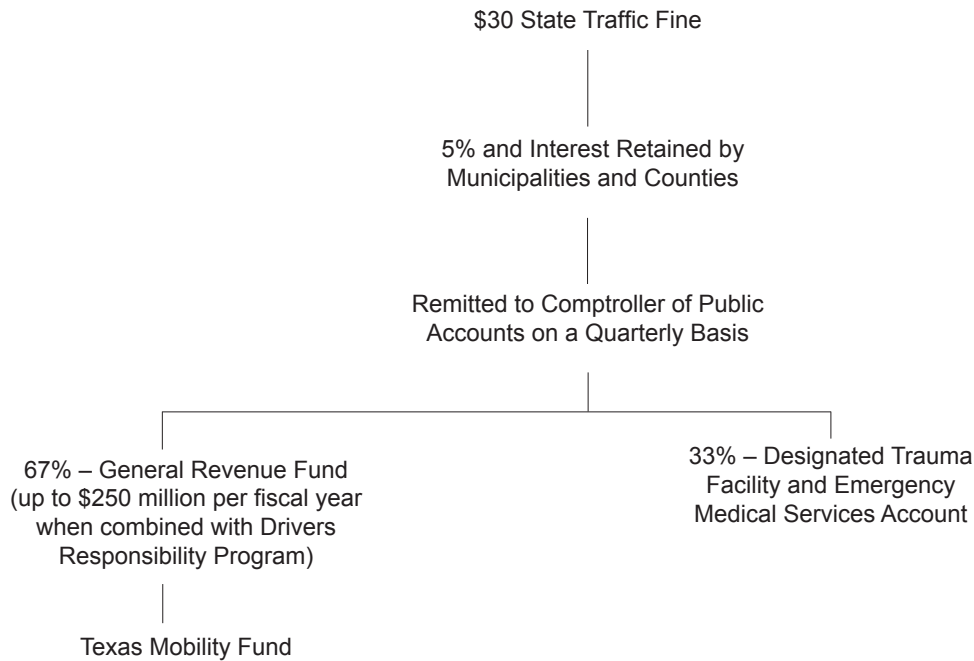 $30 State Traffic Fine
5% and Interest Retained by
Municipalities and Counties
Remitted to Comptroller of Public
Accounts on a Quarterly Basis
67% – General Revenue Fund
(up to $250 million per fiscal year
when combined with Drivers
Responsibility Program)
33% – Designated Trauma
Facility and Emergency
Medical Services Account
Texas Mobility Fund